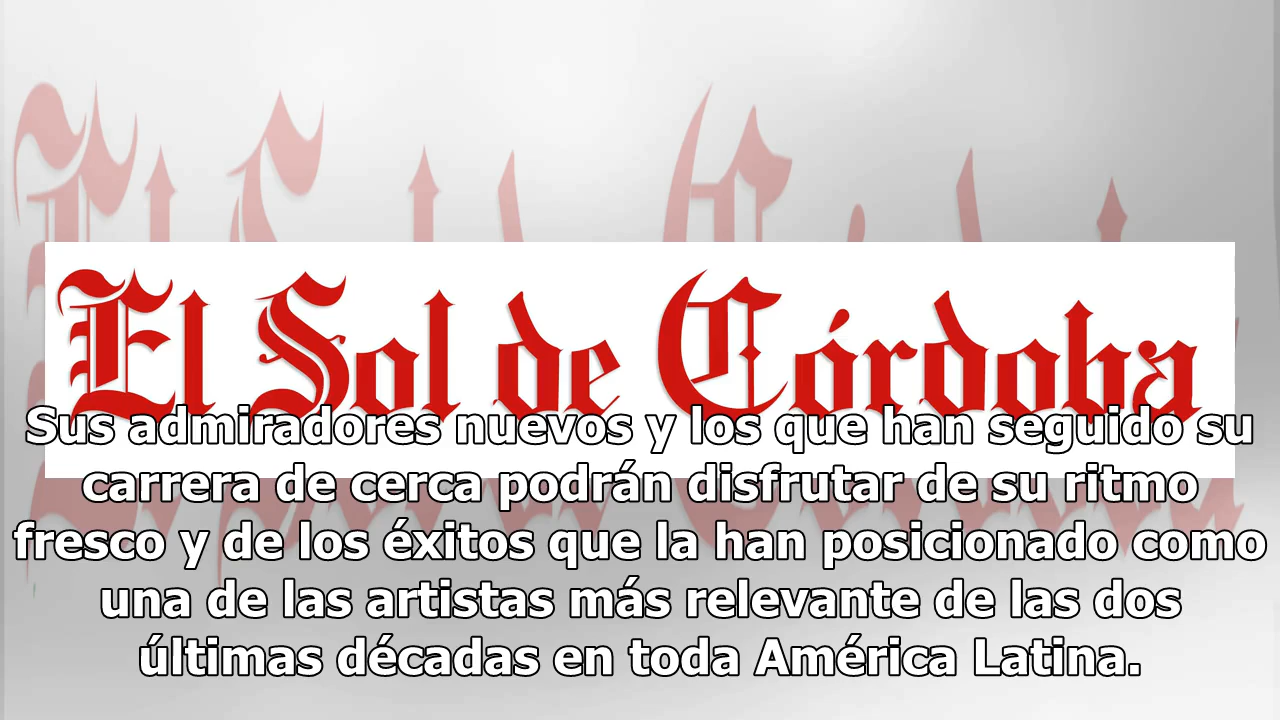 El Sol de Córdoba
Sus admiradores nuevos y los que han seguido su
carrera de cerca podrán disfrutar de su ritmo
fresco y de los éxitos que la han posicionado como
una de las artistas más relevante de las dos
últimas décadas en toda América Latina.